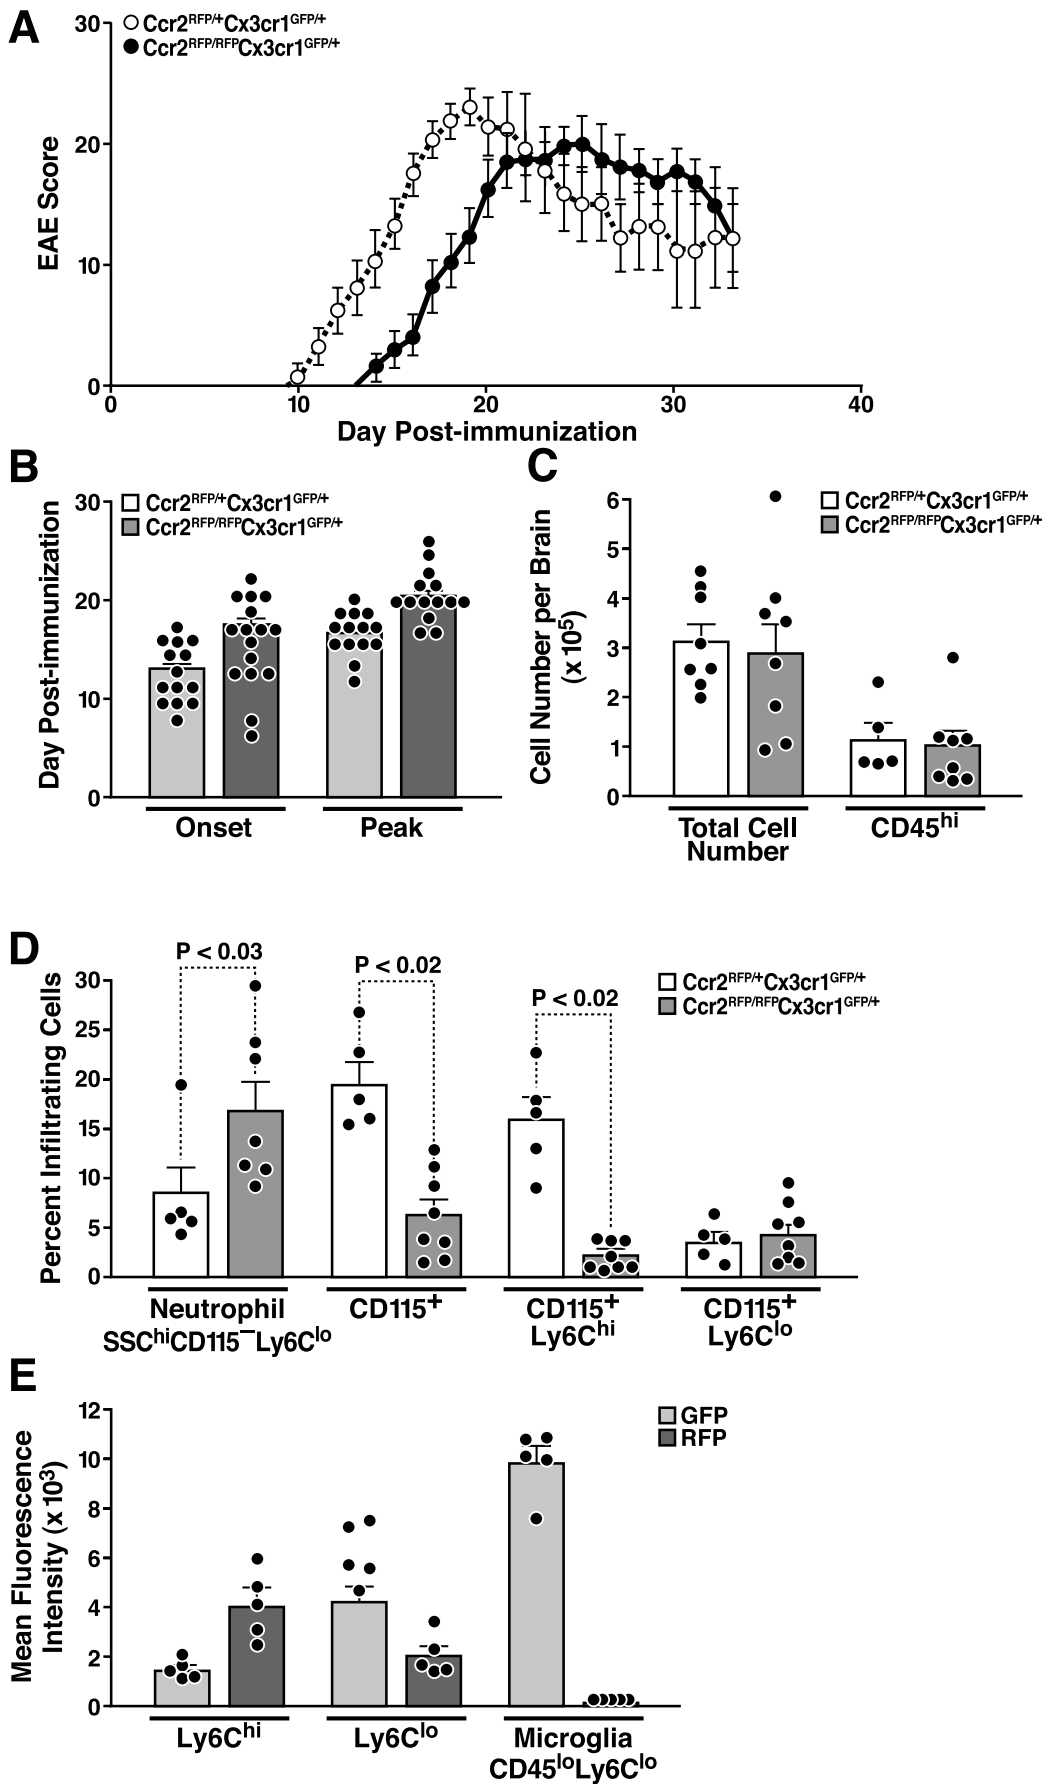 A
Ccr2RFP/+Cx3cr1GFP/+
Ccr2RFP/RFPCx3cr1GFP/+
EAE Score
30
20
10
0
0 10 20 30 40
Day Post-immunization
B
Ccr2RFP/+Cx3cr1GFP/+
Ccr2RFP/RFPCx3cr1GFP/+
Day Post-immunization
30
20
10
0
Onset Peak
C
Ccr2RFP/+Cx3cr1GFP/+
Ccr2RFP/RFPCx3cr1GFP/+
Cell Number per Brain
(x 105)
6
5
4
3
2
1
0
Total Cell
Number
CD45hi
D
P < 0.03
P < 0.02
P < 0.02
Ccr2RFP/+Cx3cr1GFP/+
Ccr2RFP/RFPCx3cr1GFP/+
Percent Infiltrating Cells
30
25
20
15
10
5
0
Neutrophil
SSChiCD115−Ly6Clo
CD115+
CD115+
Ly6Chi
CD115+
Ly6Clo
E
GFP
RFP
Mean Fluorescence
Intensity (x 103)
12
10
8
6
4
2
0
Ly6Chi
Ly6Clo
Microglia
CD45loLy6Clo